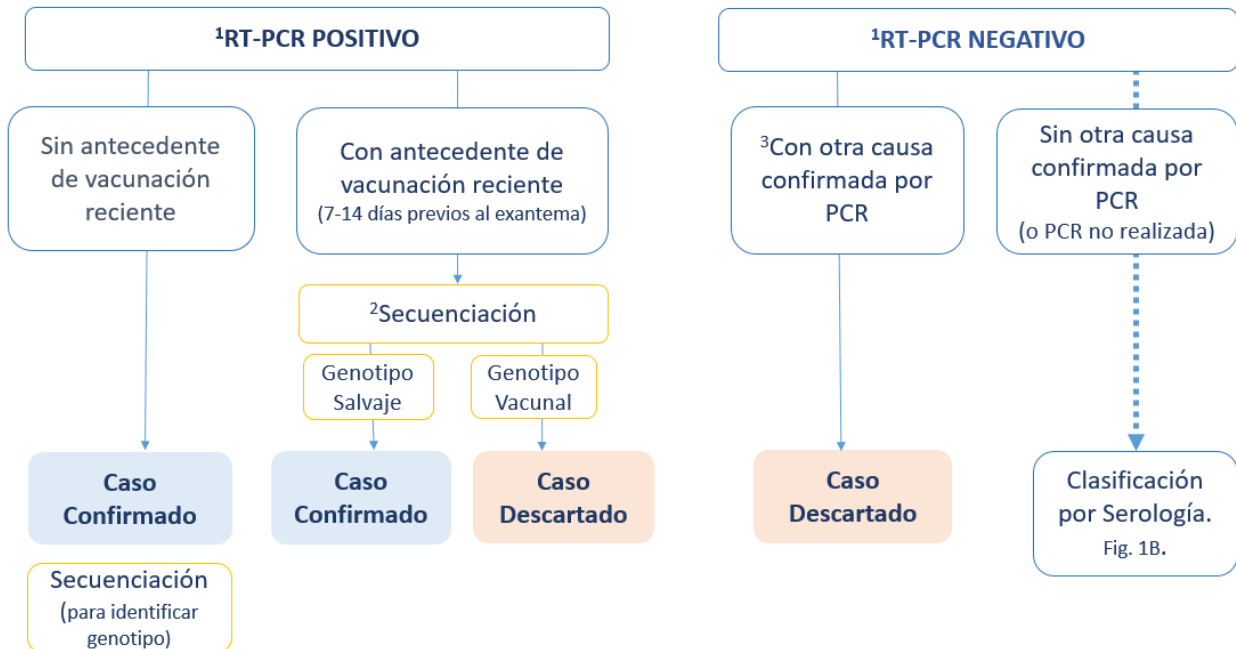 ¹RT-PCR POSITIVO
Sin antecedente
de vacunación
reciente
Con antecedente de
vacunación reciente
(7-14 días previos al exantema)
²Secuenciación
Genotipo
Salvaje
Genotipo
Vacunal
Caso
Confirmado
Caso
Confirmado
Caso
Descartado
Secuenciación
(para identificar
genotipo)
¹RT-PCR NEGATIVO
³Con otra causa
confirmada por
PCR
Sin otra causa
confirmada por
PCR
(o PCR no realizada)
Caso
Descartado
Clasificación
por Serología.
Fig. 1B.